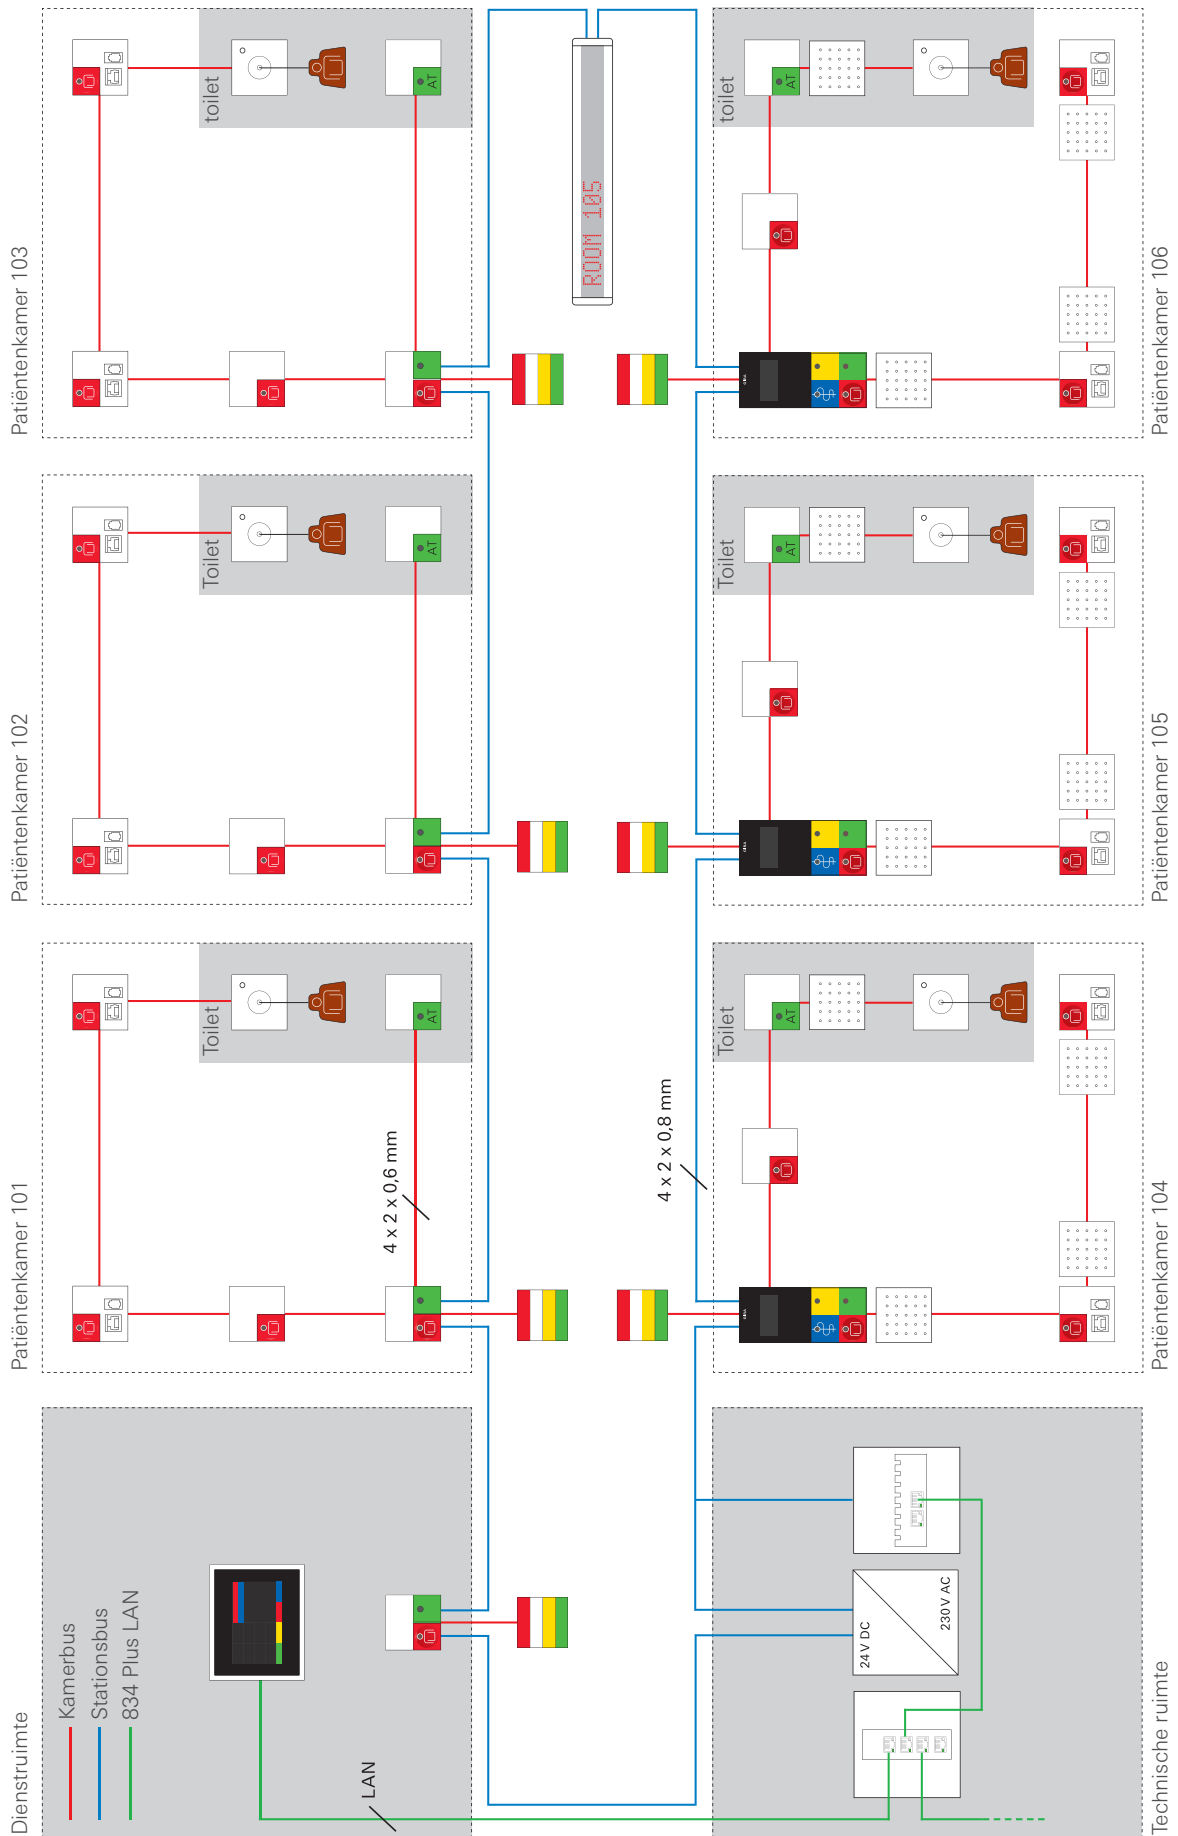 Dienstruimte
Kamerbus
Stationsbus
834 Plus LAN
LAN
Patiëntenkamer 101
Toilet
AT
4 x 2 x 0,6 mm
Patiëntenkamer 102
Toilet
AT
Patiëntenkamer 103
toilet
AT
ROOM 105
Technische ruimte
24 V DC
230 V AC
Patiëntenkamer 104
Toilet
AT
4 x 2 x 0,8 mm
Patiëntenkamer 105
Toilet
AT
Patiëntenkamer 106
toilet
AT